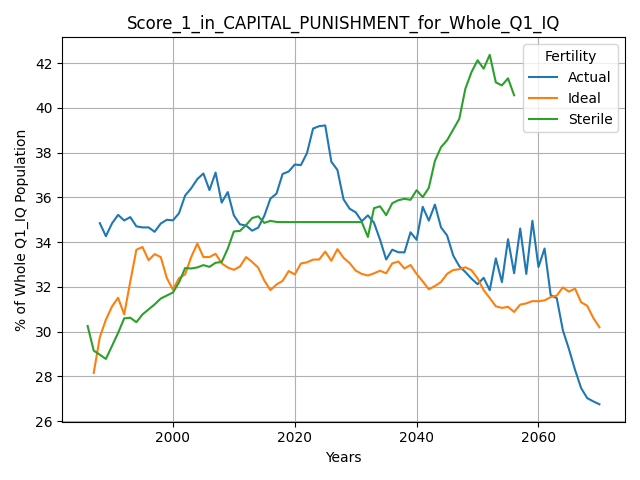 Score_1_in_CAPITAL_PUNISHMENT_for_Whole_Q1_IQ
Fertility
Actual
Ideal
Sterile
% of Whole Q1_IQ Population
42
40
38
36
34
32
30
28
26
2000
2020
2040
2060
Years